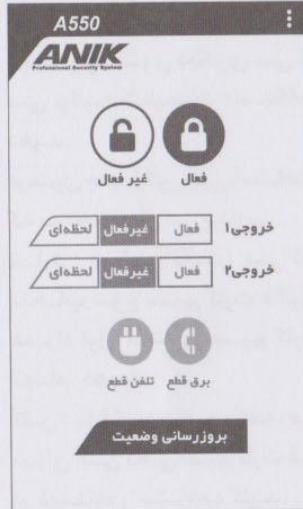 A550
ANIK
Professional Security System
فعال غیر فعال
خروجی۱ فعال غیرفعال لحظه‌ای
خروجی۲ فعال غیرفعال لحظه‌ای
برق قطع تلفن قطع
بروزرسانی وضعیت